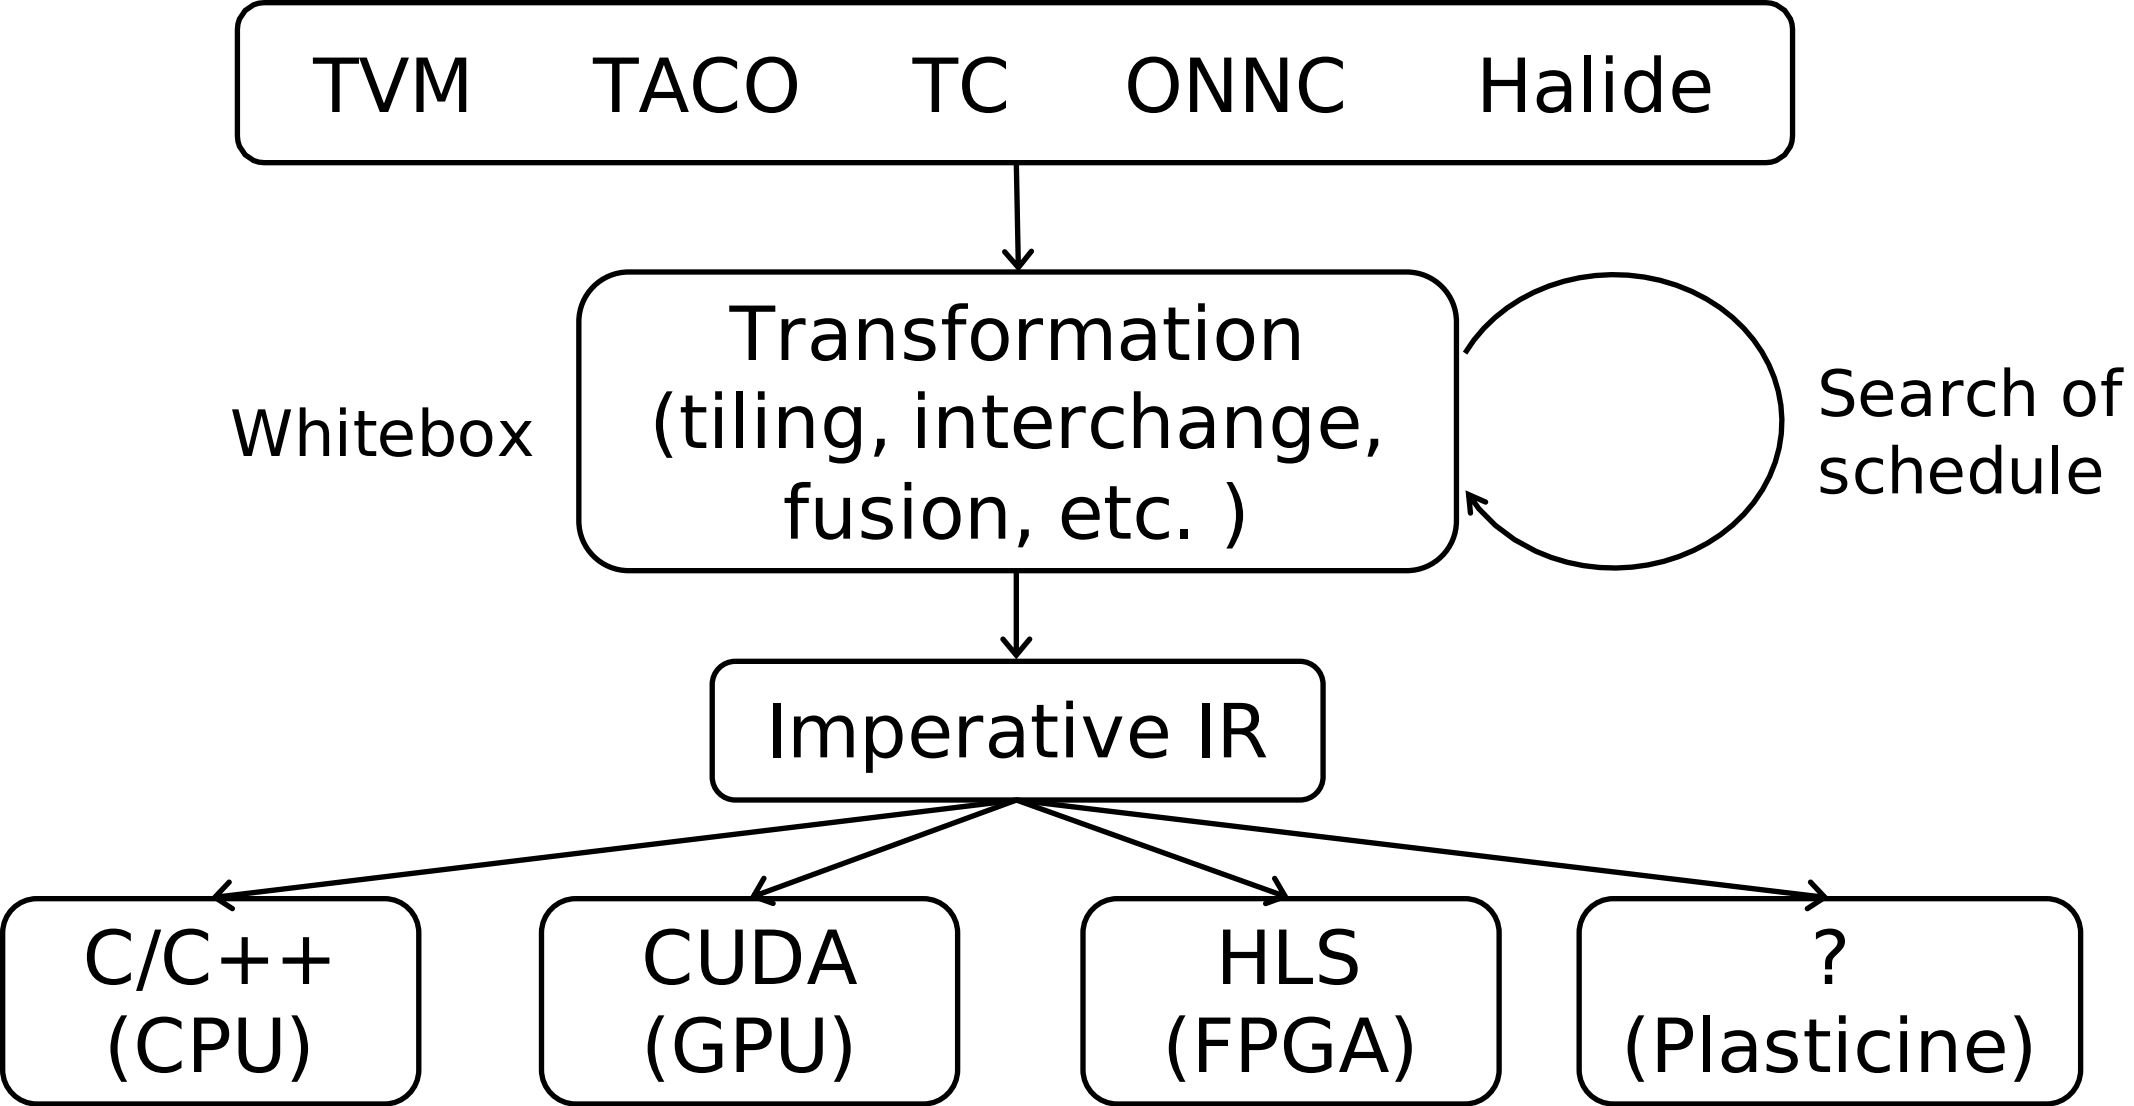 TVM TACO TC ONNC Halide
Transformation
(tiling, interchange,
fusion, etc. )
Whitebox
Search of
schedule
Imperative IR
C/C++
(CPU)
CUDA
(GPU)
HLS
(FPGA)
?
(Plasticine)